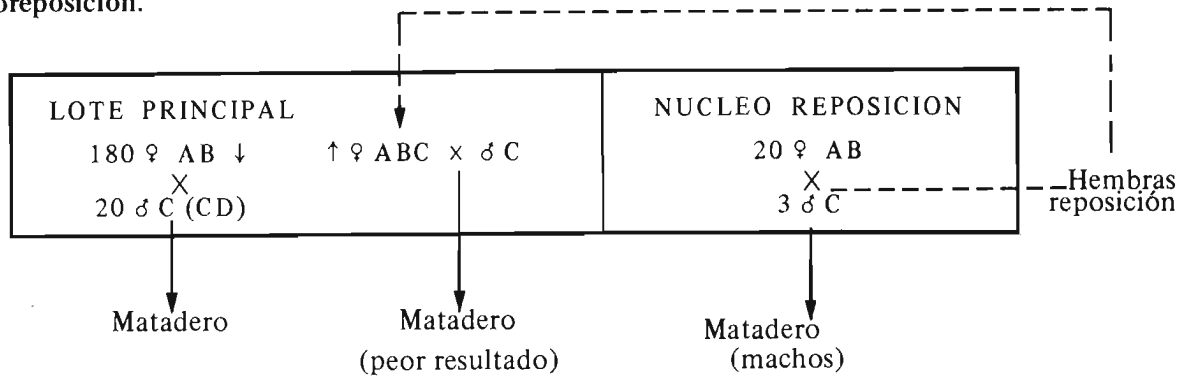 oreposición.
LOTE PRINCIPAL
180 ♀ AB ↓
X
20 ♂ C (CD)
↑ ♀ ABC x ♂ C
NUCLEO REPOSICION
20 ♀ AB
X
3 ♂ C
Hembras
reposición
Matadero
Matadero
(peor resultado)
Matadero
(machos)